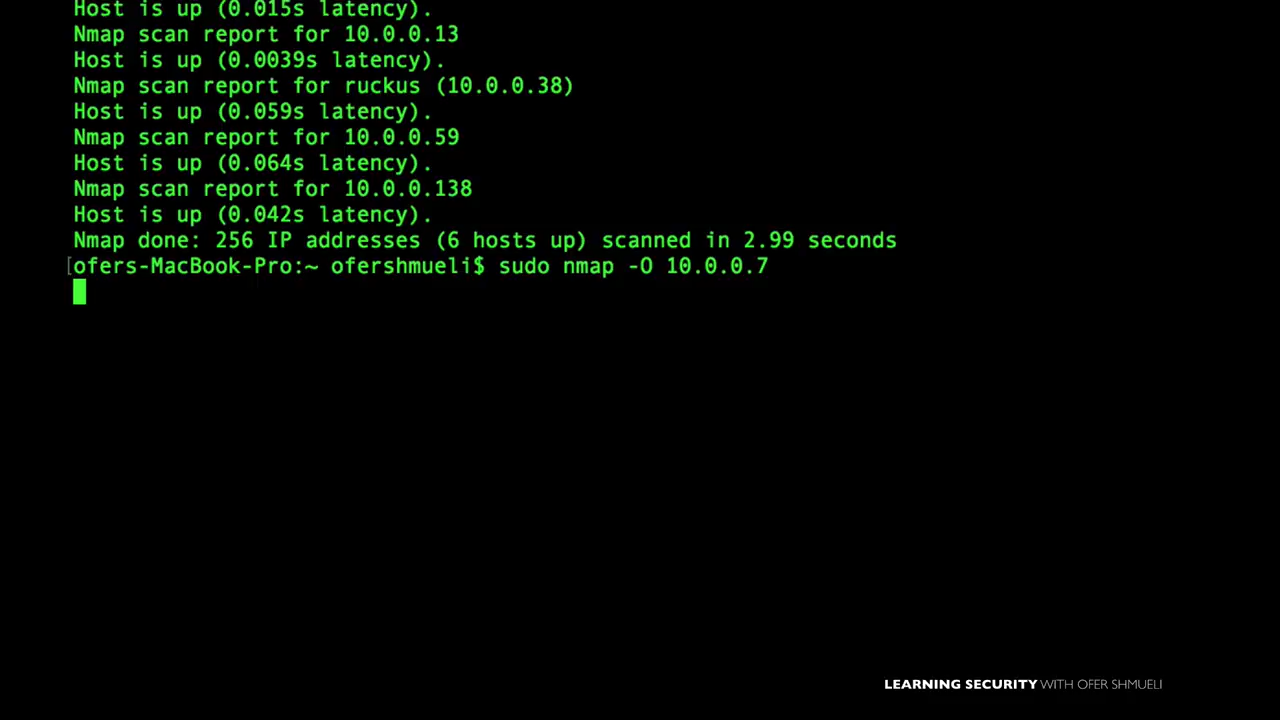 Host is up (0.015s latency).
Nmap scan report for 10.0.0.13
Host is up (0.0039s latency).
Nmap scan report for ruckus (10.0.0.38)
Host is up (0.059s latency).
Nmap scan report for 10.0.0.59
Host is up (0.064s latency).
Nmap scan report for 10.0.0.138
Host is up (0.042s latency).
Nmap done: 256 IP addresses (6 hosts up) scanned in 2.99 seconds
[ofers-MacBook-Pro:~ ofershmueli$ sudo nmap -O 10.0.0.7
LEARNING SECURITY WITH OFER SHMUELI